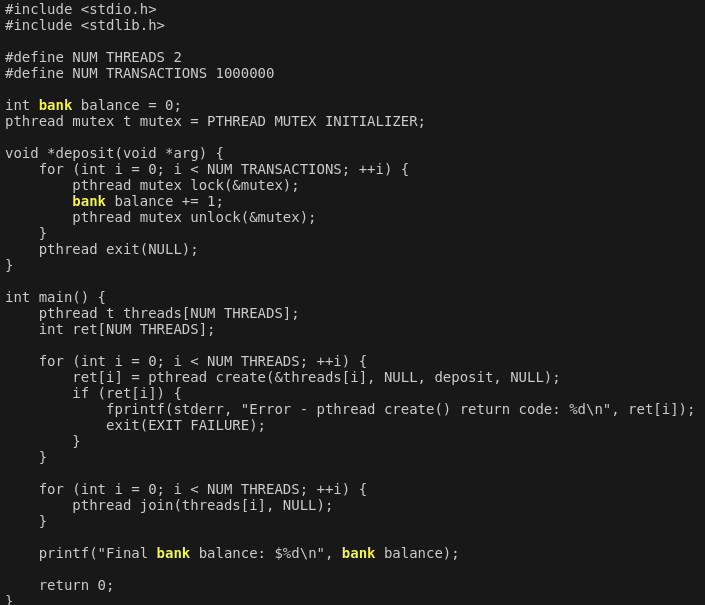 #include <stdio.h>
#include <stdlib.h>

#define NUM THREADS 2
#define NUM TRANSACTIONS 1000000

int bank balance = 0;
pthread mutex t mutex = PTHREAD MUTEX INITIALIZER;

void *deposit(void *arg) {
    for (int i = 0; i < NUM TRANSACTIONS; ++i) {
        pthread mutex lock(&mutex);
        bank balance += 1;
        pthread mutex unlock(&mutex);
    }
    pthread exit(NULL);
}

int main() {
    pthread t threads[NUM THREADS];
    int ret[NUM THREADS];

    for (int i = 0; i < NUM THREADS; ++i) {
        ret[i] = pthread create(&threads[i], NULL, deposit, NULL);
        if (ret[i]) {
            fprintf(stderr, "Error - pthread create() return code: %d\n", ret[i]);
            exit(EXIT FAILURE);
        }
    }

    for (int i = 0; i < NUM THREADS; ++i) {
        pthread join(threads[i], NULL);
    }

    printf("Final bank balance: $%d\n", bank balance);

    return 0;
}